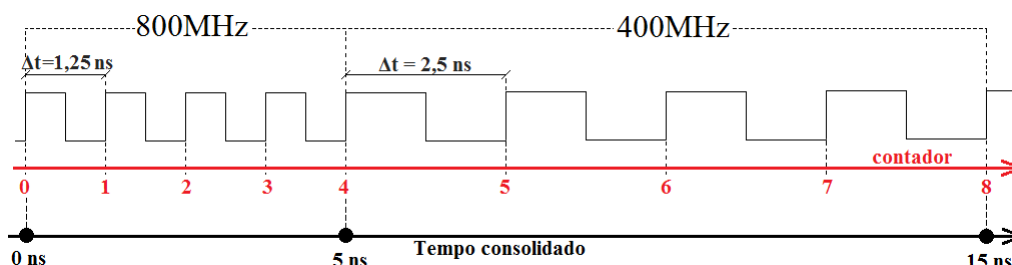 800MHz 400MHz
Δt=1,25 ns Δt = 2,5 ns
contador
0 1 2 3 4 5 6 7 8
Tempo consolidado
0 ns 5 ns 15 ns